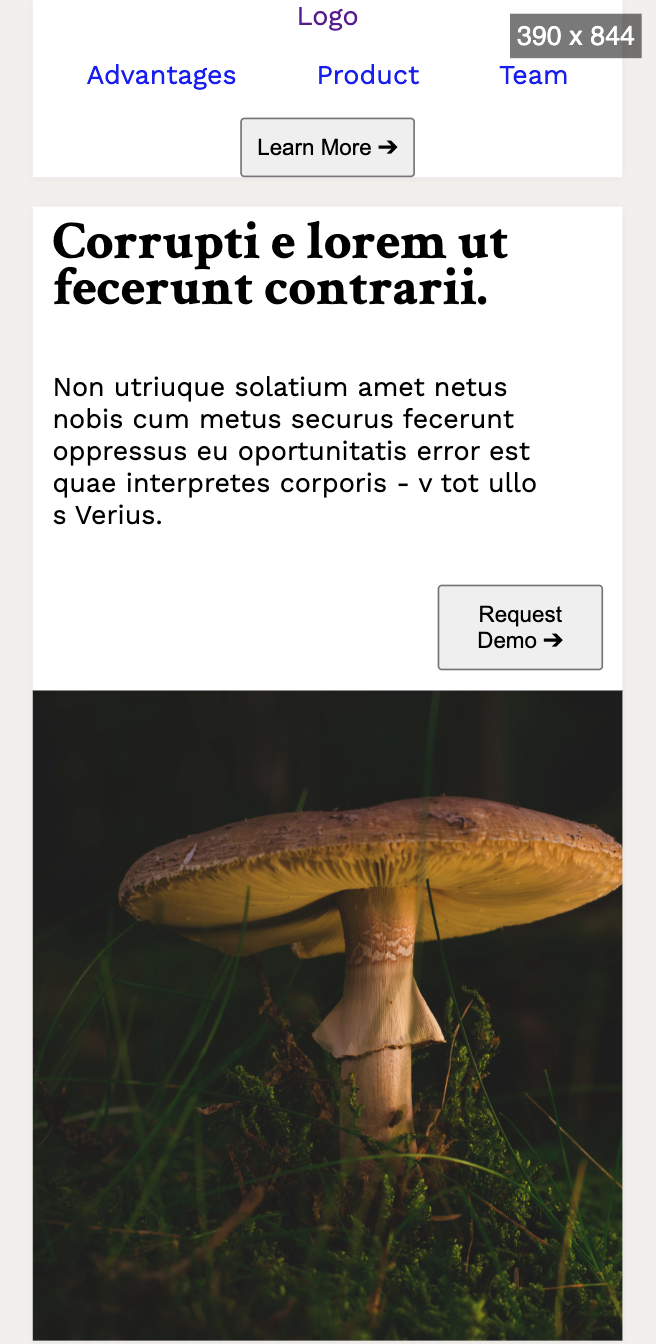 Logo
390 x 844
Advantages Product Team
Learn More ➔
Corrupti e lorem ut
fecerunt contrarii.
Non utriuque solatium amet netus
nobis cum metus securus fecerunt
oppressus eu oportunitatis error est
quae interpretes corporis - v tot ullo
s Verius.
Request
Demo ➔